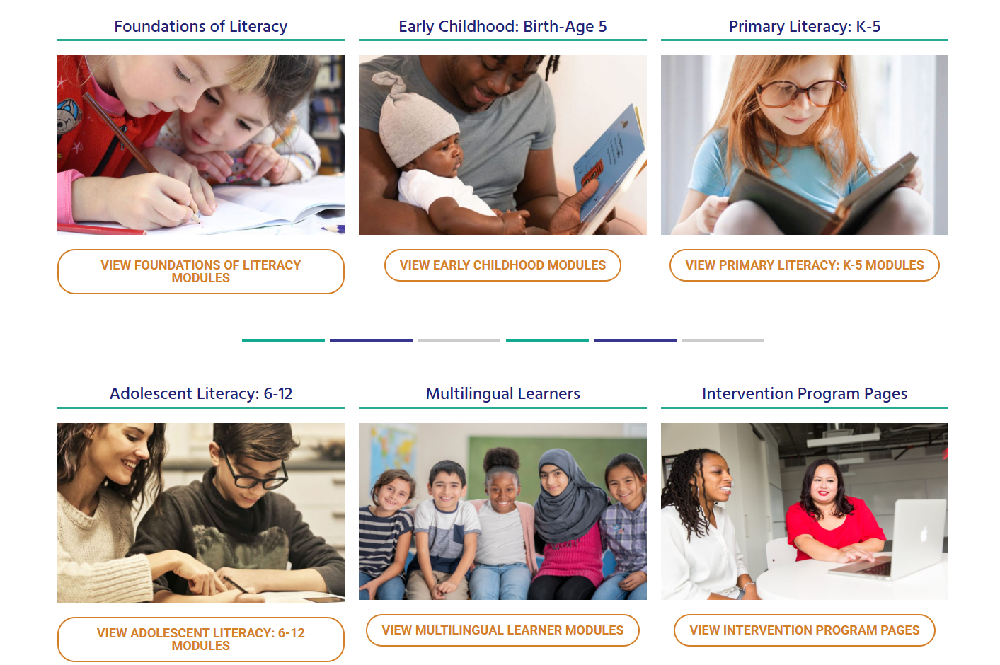 Foundations of Literacy
Early Childhood: Birth-Age 5
Primary Literacy: K-5
VIEW FOUNDATIONS OF LITERACY
MODULES
VIEW EARLY CHILDHOOD MODULES
VIEW PRIMARY LITERACY: K-5 MODULES
Adolescent Literacy: 6-12
Multilingual Learners
Intervention Program Pages
VIEW ADOLESCENT LITERACY: 6-12
MODULES
VIEW MULTILINGUAL LEARNER MODULES
VIEW INTERVENTION PROGRAM PAGES